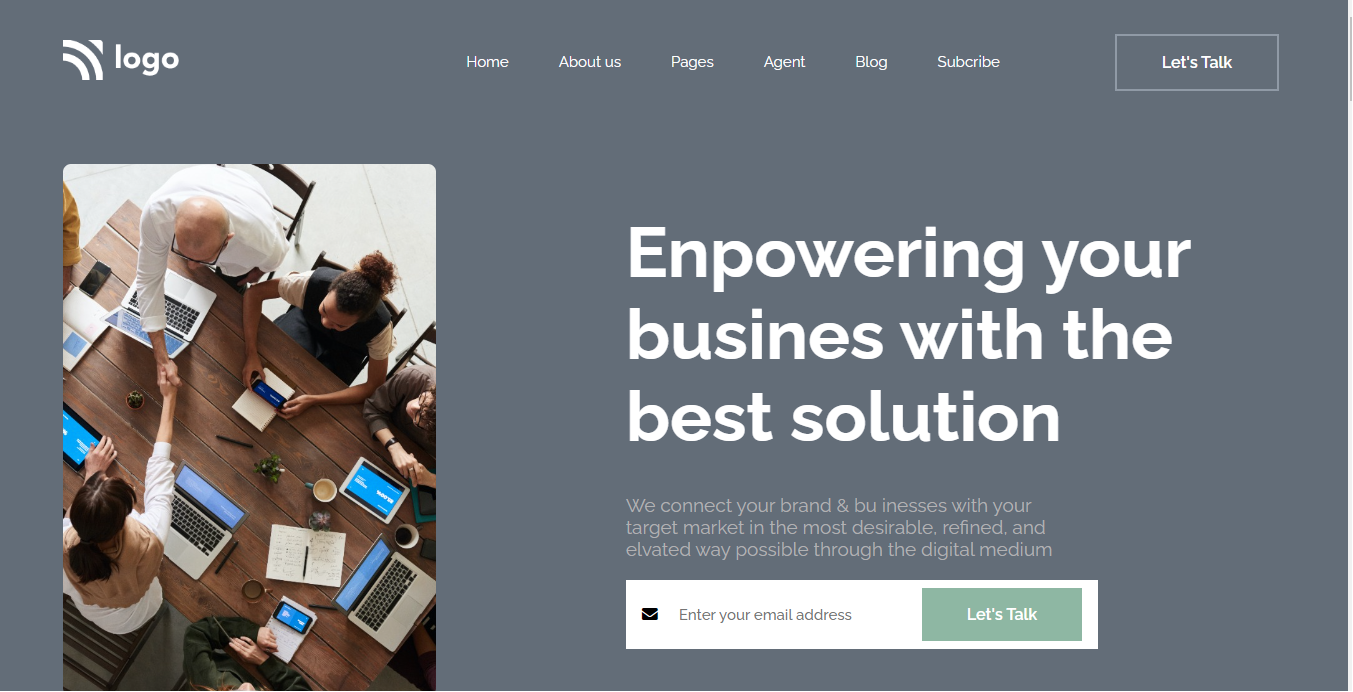 logo
Home About us Pages Agent Blog Subcribe Let's Talk
Enpowering your
busines with the
best solution
We connect your brand & bu inesses with your
target market in the most desirable, refined, and
elvated way possible through the digital medium
Enter your email address Let's Talk